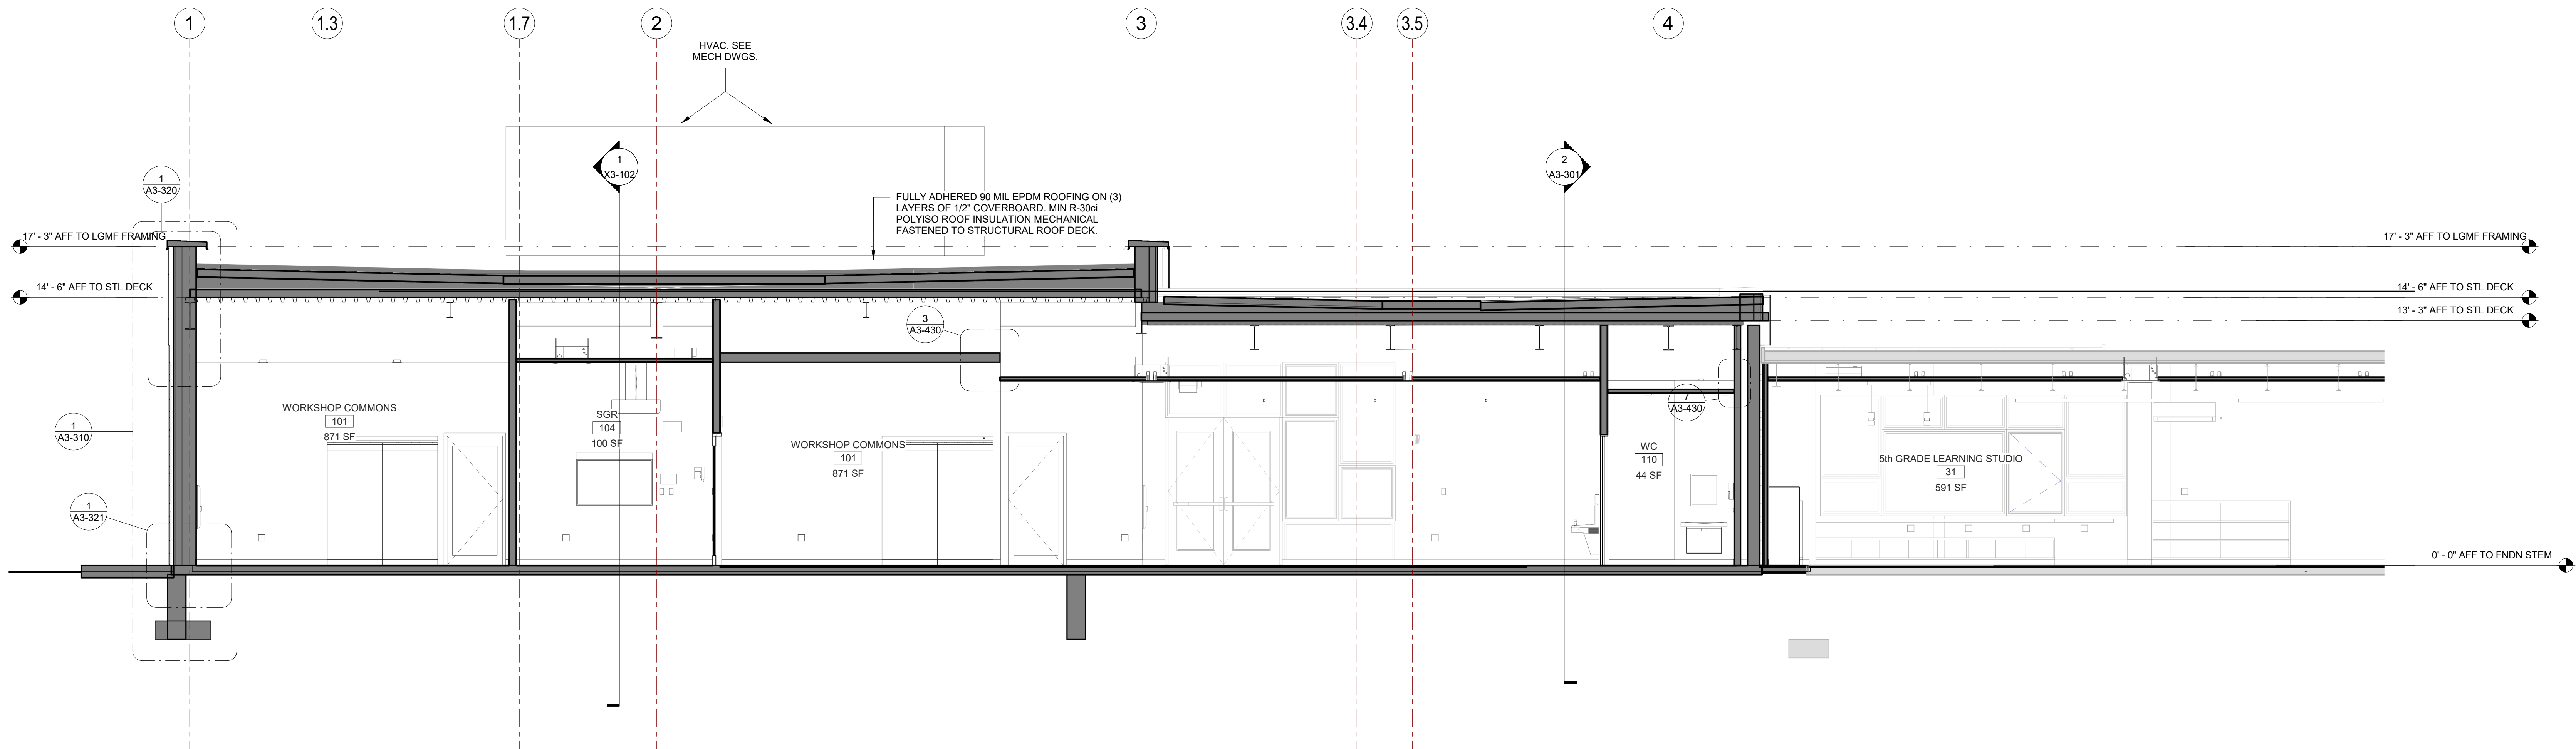 1
1.3
1.7
2
3
3.4
3.5
4
HVAC. SEE
MECH DWGS.
1
X3-102
2
A3-301
1
A3-320
FULLY ADHERED 90 MIL EPDM ROOFING ON (3)
LAYERS OF 1/2" COVERBOARD. MIN R-30ci
POLYISO ROOF INSULATION MECHANICAL
FASTENED TO STRUCTURAL ROOF DECK.
17' - 3" AFF TO LGMF FRAMING
17' - 3" AFF TO LGMF FRAMING
14' - 6" AFF TO STL DECK
14' - 6" AFF TO STL DECK
13' - 3" AFF TO STL DECK
3
A3-430
7
A3-430
WORKSHOP COMMONS
101
871 SF
SGR
104
100 SF
WORKSHOP COMMONS
101
871 SF
WC
110
44 SF
5th GRADE LEARNING STUDIO
31
591 SF
1
A3-310
1
A3-321
0' - 0" AFF TO FNDN STEM